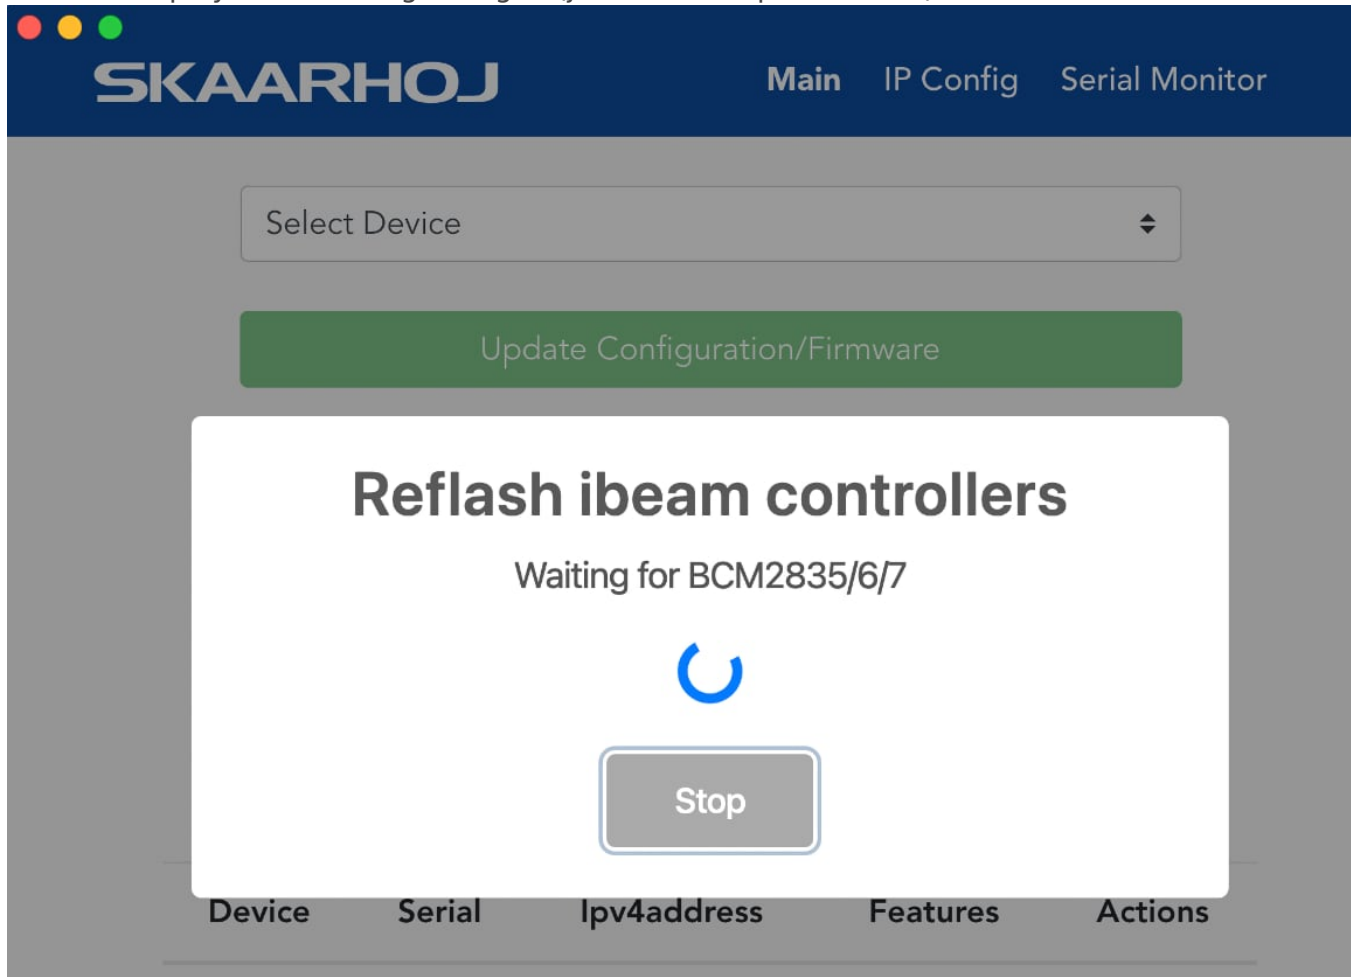 SKAARHOJ
Main IP Config Serial Monitor
Select Device
Update Configuration/Firmware
Reflash ibeam controllers
Waiting for BCM2835/6/7
Stop
Device Serial Ipv4address Features Actions